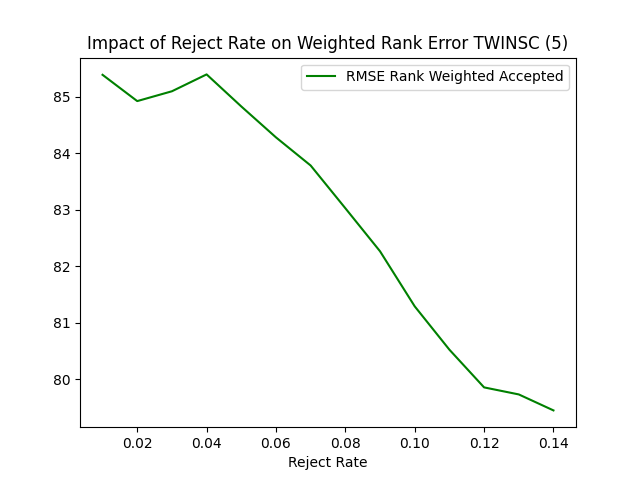 Impact of Reject Rate on Weighted Rank Error TWINSC (5)
RMSE Rank Weighted Accepted
85
84
83
82
81
80
0.02 0.04 0.06 0.08 0.10 0.12 0.14
Reject Rate